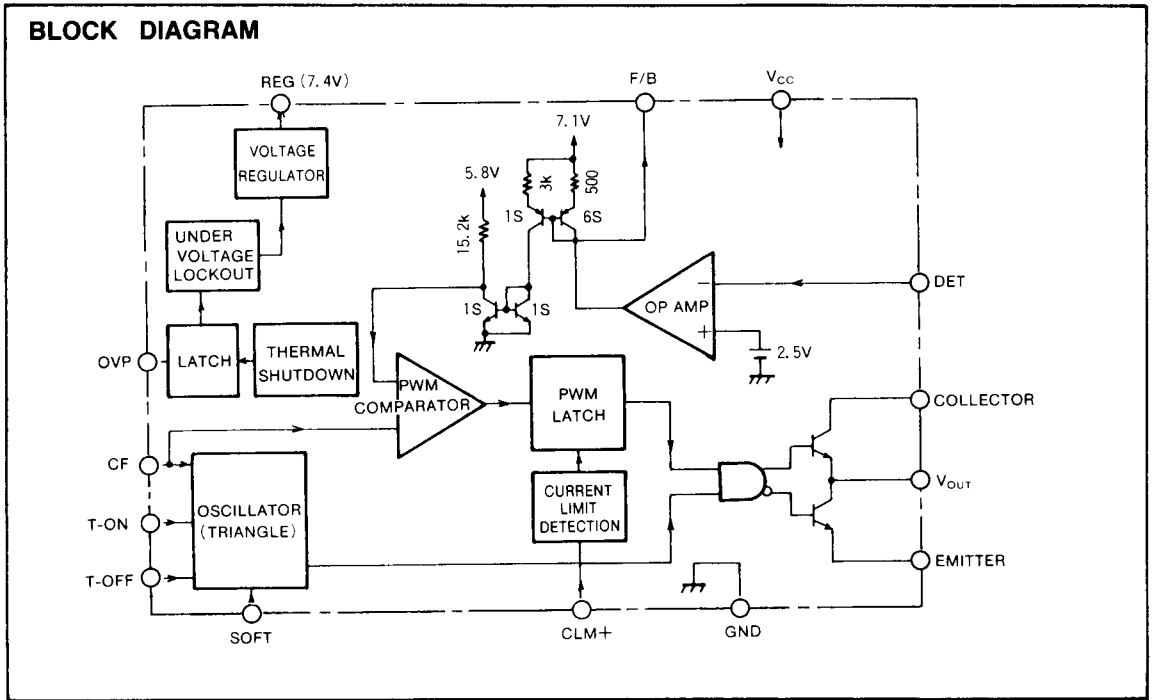 BLOCK DIAGRAM
REG (7.4V)
F/B
VCC
VOLTAGE
REGULATOR
7.1V
5.8V
3k
500
15.2k
1S
6S
UNDER
VOLTAGE
LOCKOUT
DET
OP AMP
−
+
1S
1S
2.5V
OVP
LATCH
THERMAL
SHUTDOWN
PWM
COMPARATOR
PWM
LATCH
COLLECTOR
CF
OSCILLATOR
(TRIANGLE)
CURRENT
LIMIT
DETECTION
VOUT
T-ON
T-OFF
EMITTER
SOFT
CLM+
GND